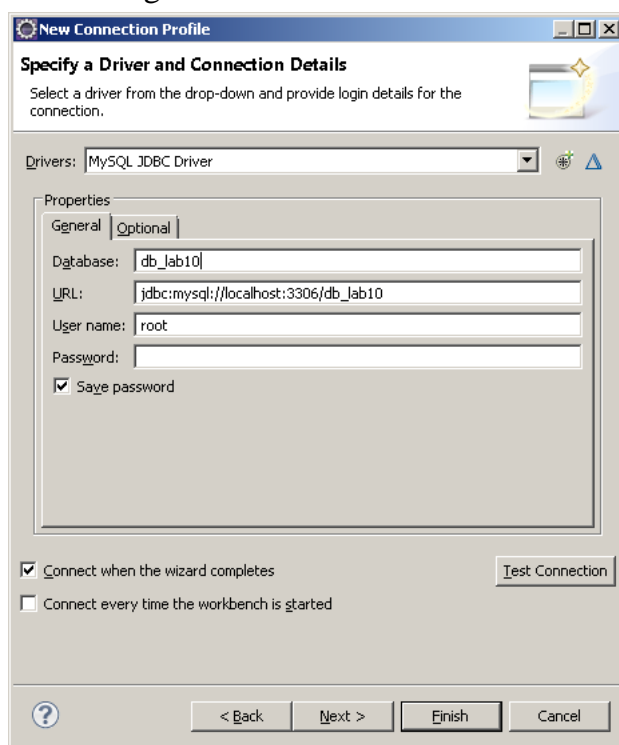 New Connection Profile
Specify a Driver and Connection Details
Select a driver from the drop-down and provide login details for the
connection.
Drivers: MySQL JDBC Driver
Properties
General Optional
Database: db_lab10
URL: jdbc:mysql://localhost:3306/db_lab10
User name: root
Password:
Save password
Connect when the wizard completes Test Connection
Connect every time the workbench is started
? < Back Next > Finish Cancel